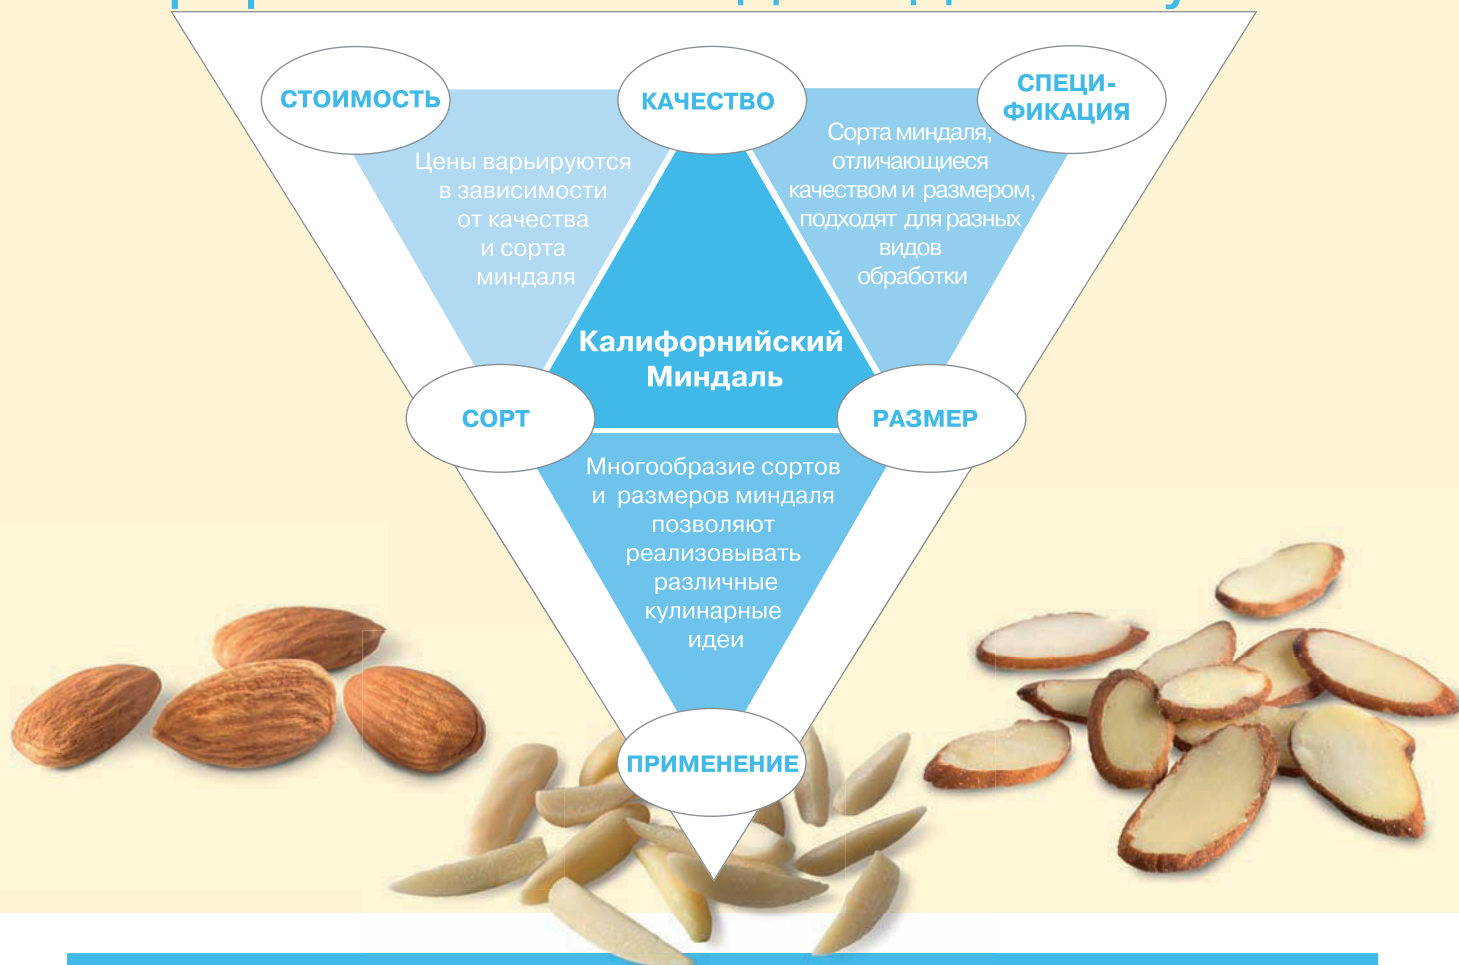 СТОИМОСТЬ
КАЧЕСТВО
СПЕЦИ-
ФИКАЦИЯ
Цены варьируются
в зависимости
от качества
и сорта
миндаля
Сорта миндаля,
отличающиеся
качеством и размером,
подходят для разных
видов
обработки
Калифорнийский
Миндаль
СОРТ
РАЗМЕР
Многообразие сортов
и размеров миндаля
позволяют
реализовывать
различные
кулинарные
идеи
ПРИМЕНЕНИЕ